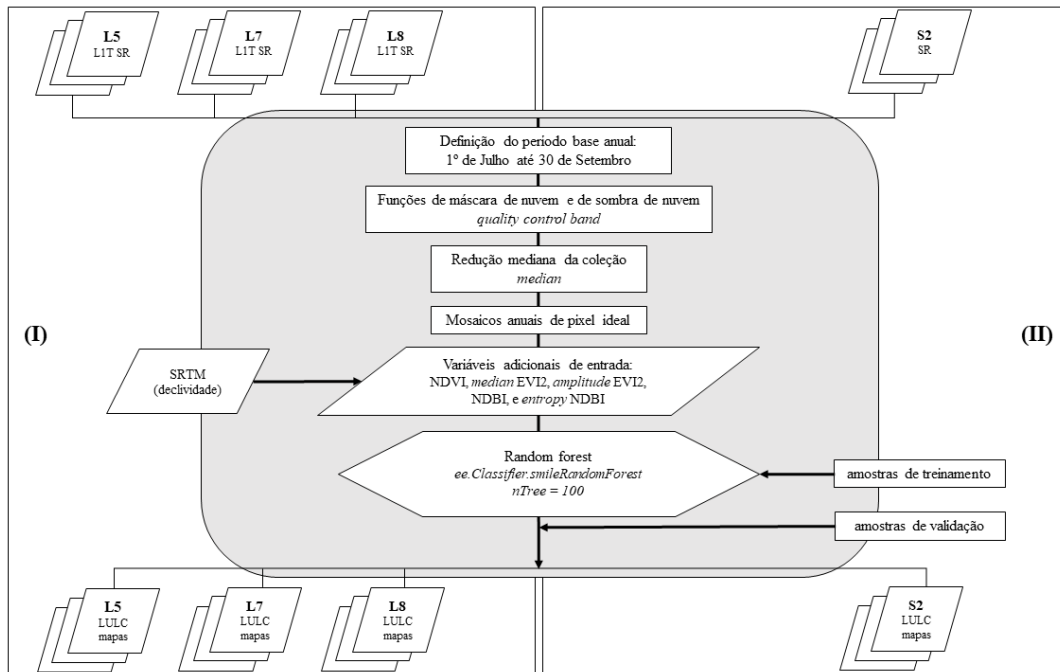 L5
L1T SR
L7
L1T SR
L8
L1T SR
S2
SR
Definição do período base anual:
1º de Julho até 30 de Setembro
Funções de máscara de nuvem e de sombra de nuvem
quality control band
Redução mediana da coleção
median
Mosaicos anuais de pixel ideal
(I)
(II)
SRTM
(declividade)
Variáveis adicionais de entrada:
NDVI, median EVI2, amplitude EVI2,
NDBI, e entropy NDBI
Random forest
ee.Classifier.smileRandomForest
nTree = 100
amostras de treinamento
amostras de validação
L5
LULC
mapas
L7
LULC
mapas
L8
LULC
mapas
S2
LULC
mapas